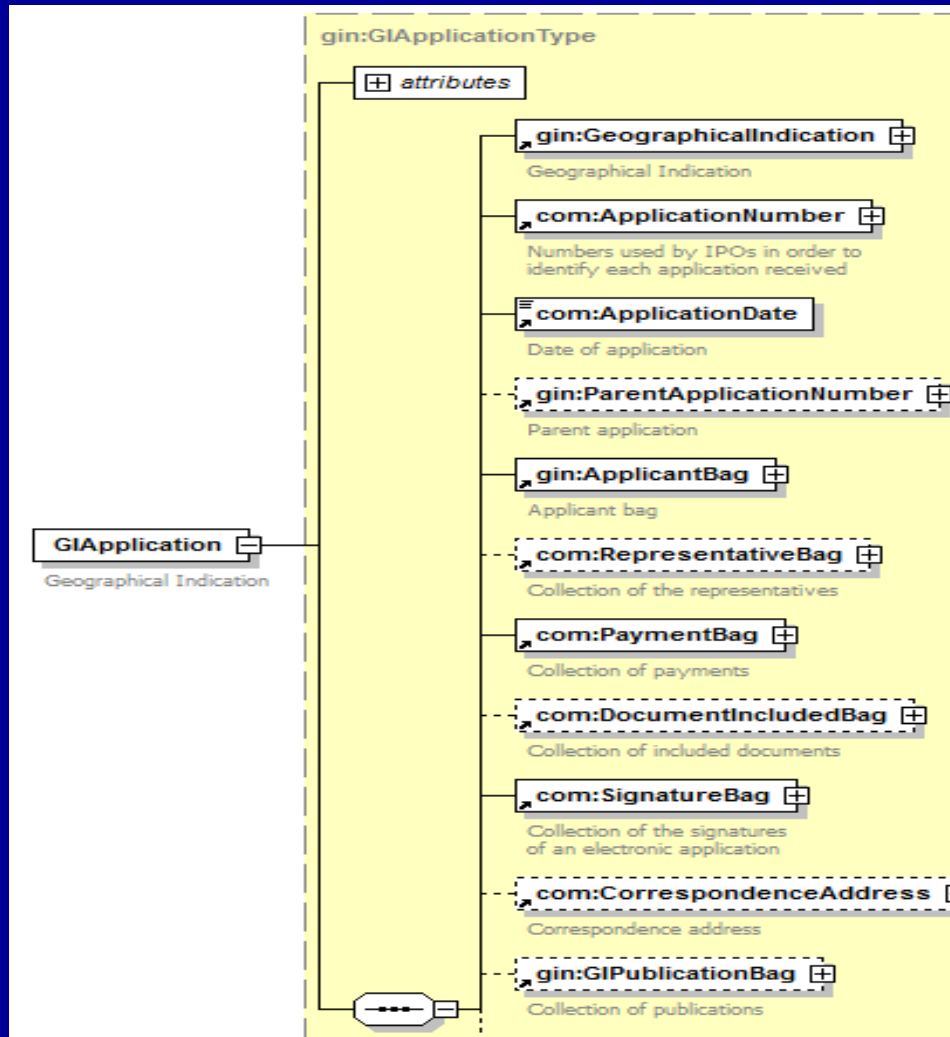 gin:GIApplicationType
attributes
gin:GeographicalIndication
Geographical Indication
com:ApplicationNumber
Numbers used by IPOs in order to
identify each application received
com:ApplicationDate
Date of application
gin:ParentApplicationNumber
Parent application
gin:ApplicantBag
Applicant bag
GIApplication
Geographical Indication
com:RepresentativeBag
Collection of the representatives
com:PaymentBag
Collection of payments
com:DocumentIncludedBag
Collection of included documents
com:SignatureBag
Collection of the signatures
of an electronic application
com:CorrespondenceAddress
Correspondence address
gin:GIPublicationBag
Collection of publications